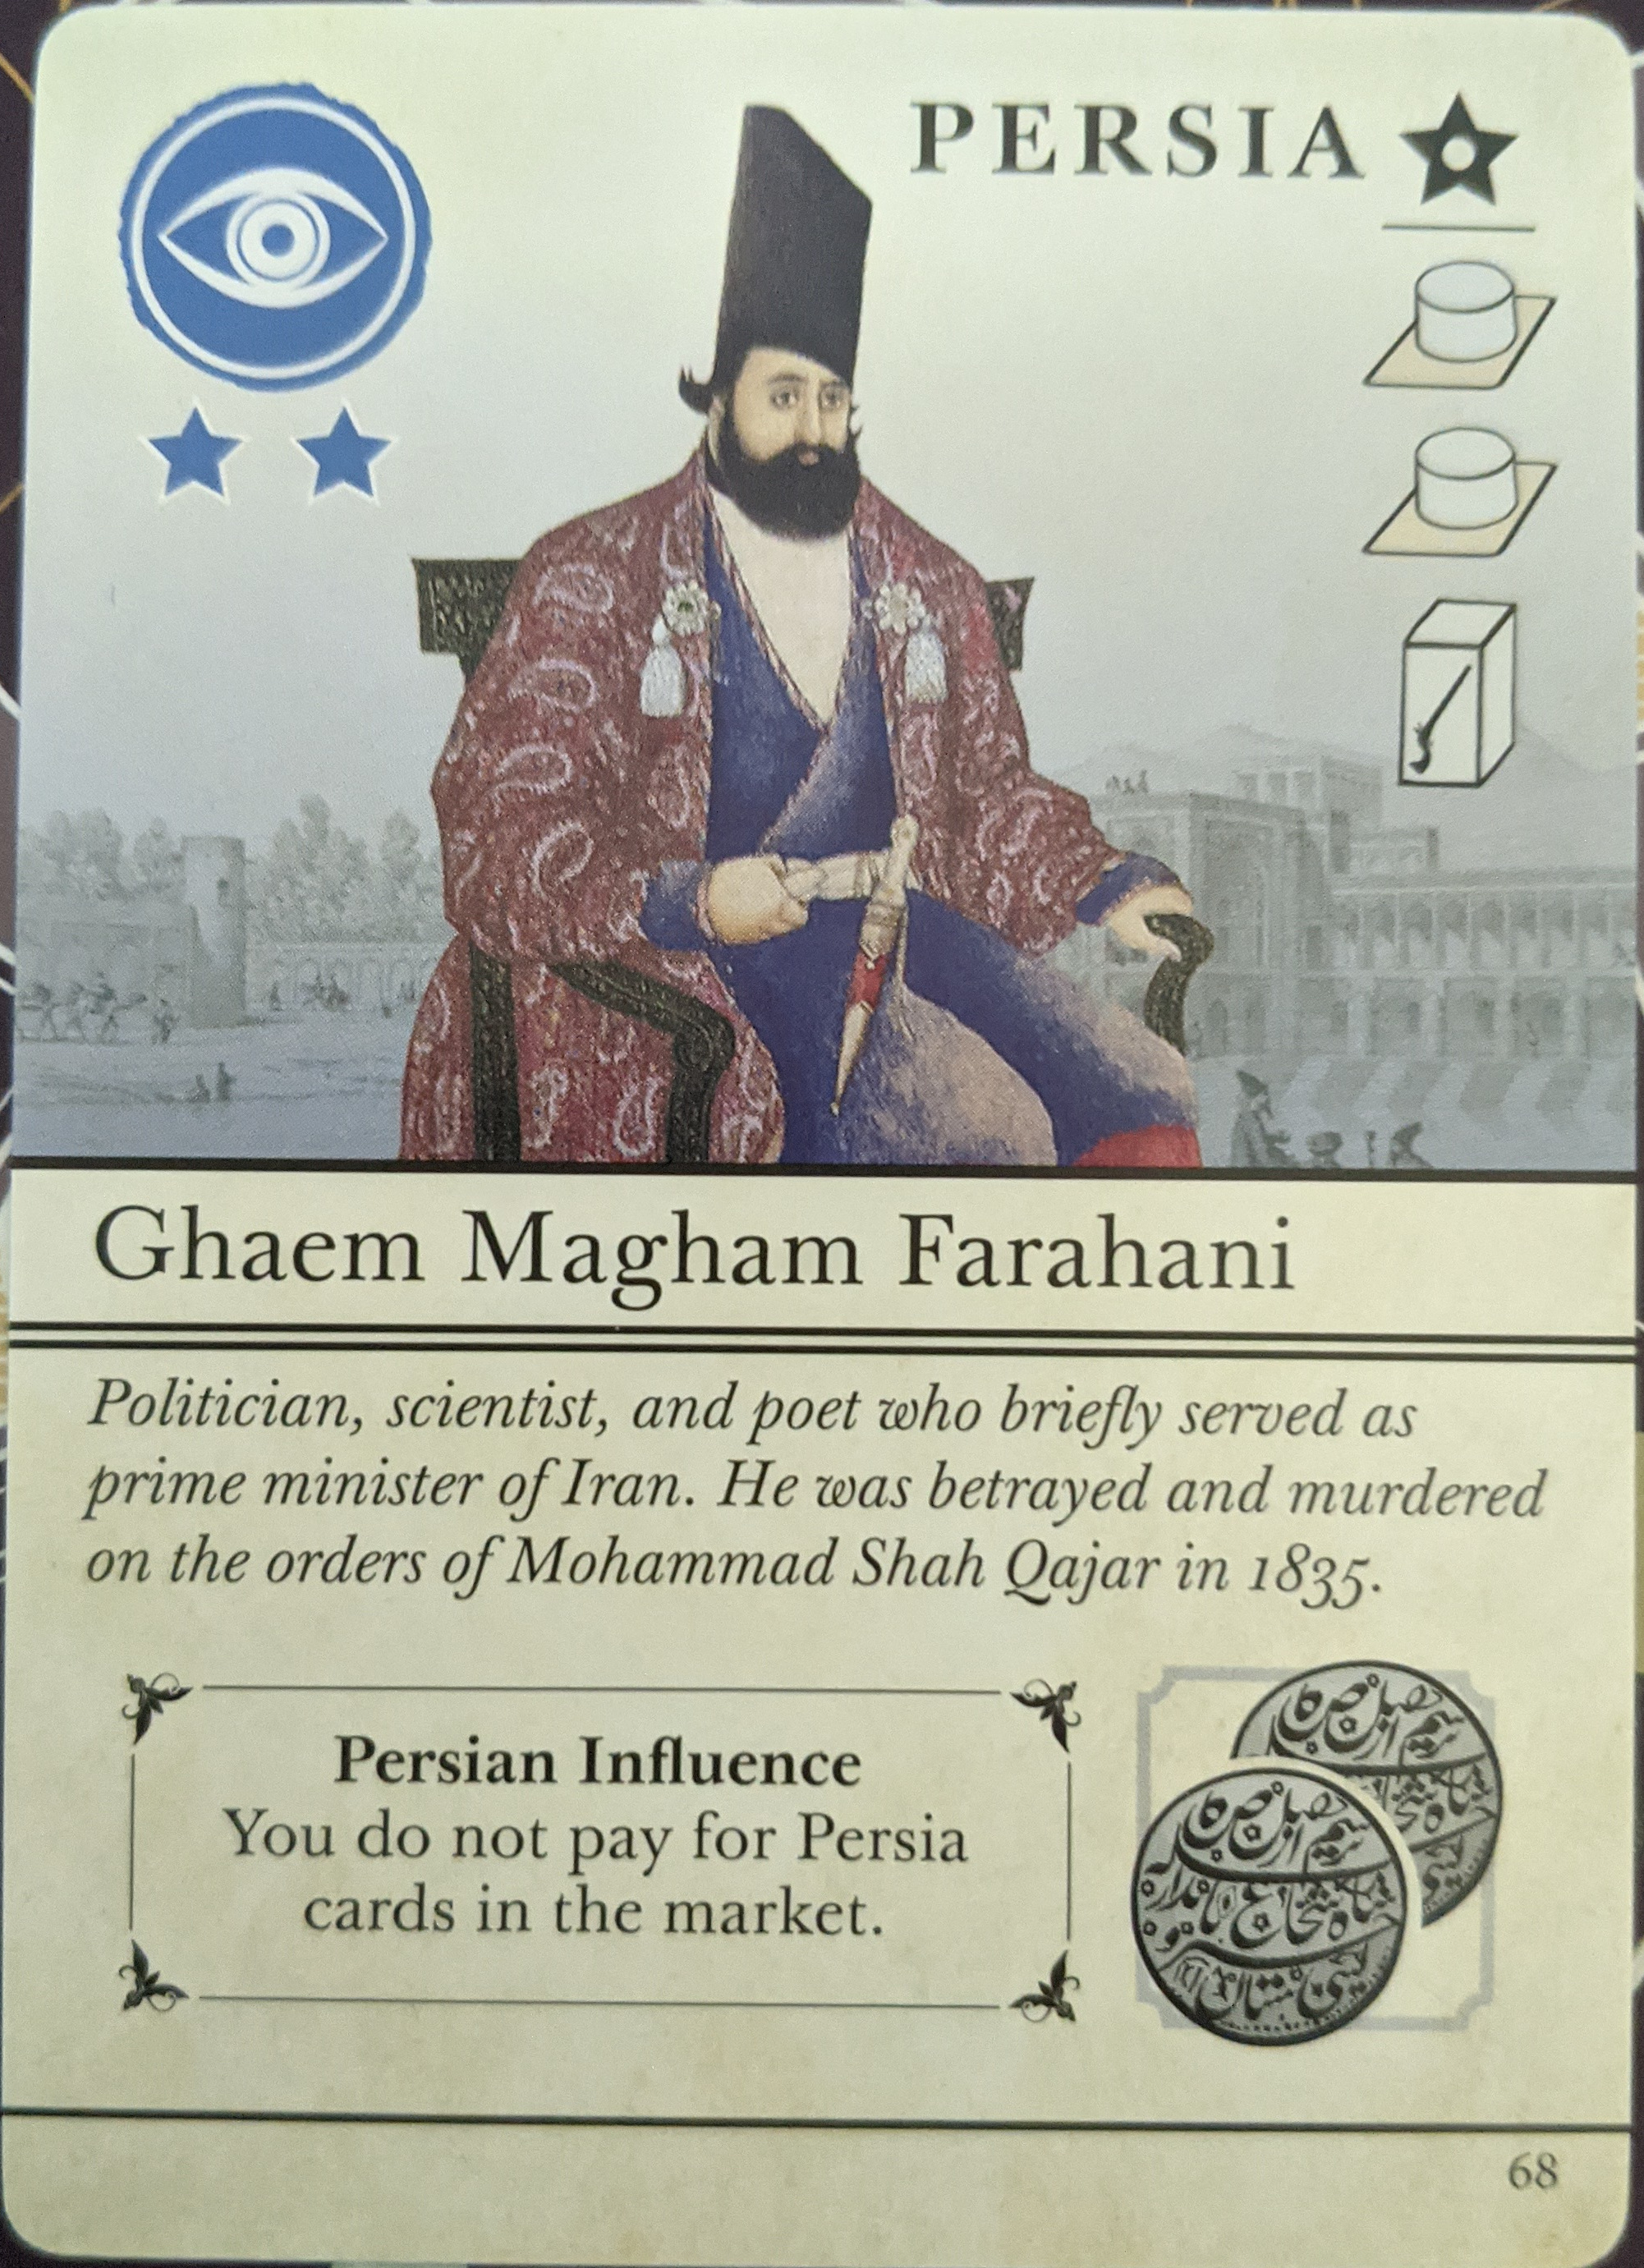 PERSIA
Ghaem Magham Farahani
Politician, scientist, and poet who briefly served as
prime minister of Iran. He was betrayed and murdered
on the orders of Mohammad Shah Qajar in 1835.
Persian Influence
You do not pay for Persia
cards in the market.
68